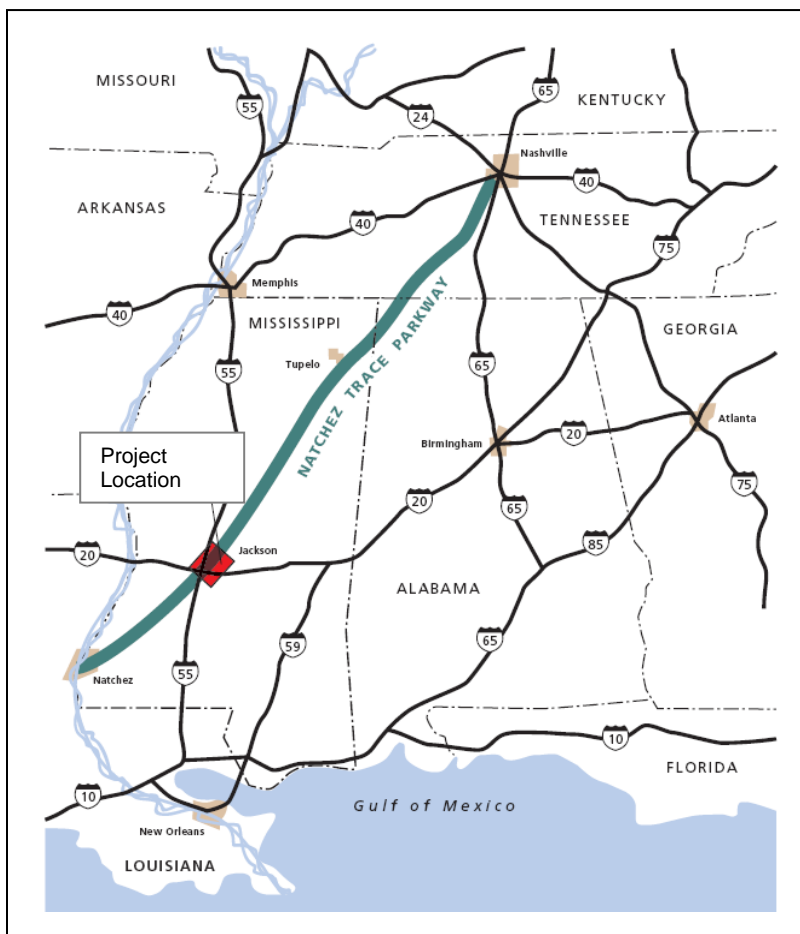 MISSOURI
KENTUCKY
55
65
24
Nashville
40
ARKANSAS
40
TENNESSEE
75
Memphis
40
MISSISSIPPI
GEORGIA
NATCHEZ TRACE PARKWAY
Tupelo
55
65
Atlanta
20
Birmingham
Project
Location
75
20
65
85
Jackson
20
ALABAMA
59
65
55
Natchez
10
FLORIDA
10
Gulf of Mexico
New Orleans
LOUISIANA